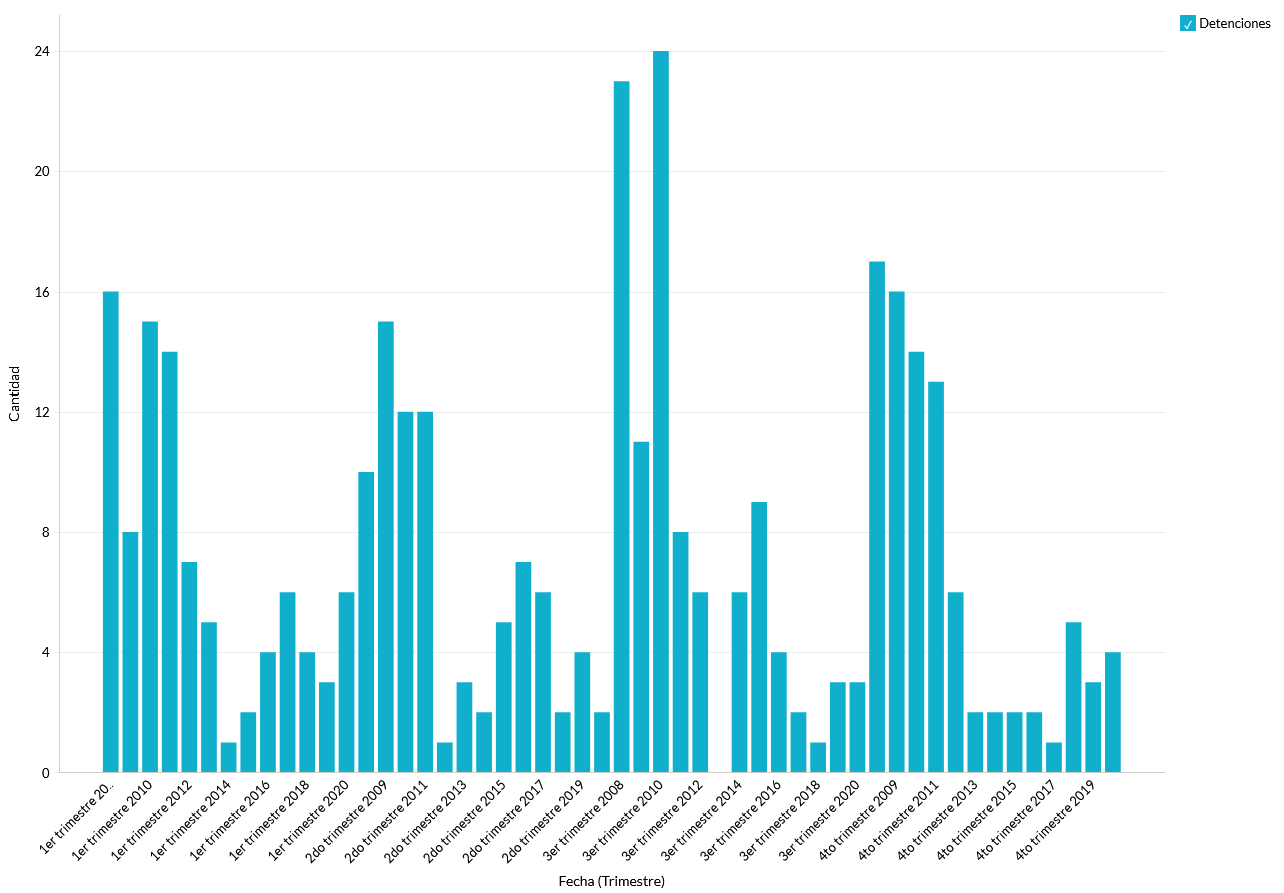 Detenciones
24
20
16
12
8
4
0
Cantidad
1er trimestre 20..
1er trimestre 2010
1er trimestre 2012
1er trimestre 2014
1er trimestre 2016
1er trimestre 2018
1er trimestre 2020
2do trimestre 2009
2do trimestre 2011
2do trimestre 2013
2do trimestre 2015
2do trimestre 2017
2do trimestre 2019
3er trimestre 2008
3er trimestre 2010
3er trimestre 2012
3er trimestre 2014
3er trimestre 2016
3er trimestre 2018
3er trimestre 2020
4to trimestre 2009
4to trimestre 2011
4to trimestre 2013
4to trimestre 2015
4to trimestre 2017
4to trimestre 2019
Fecha (Trimestre)